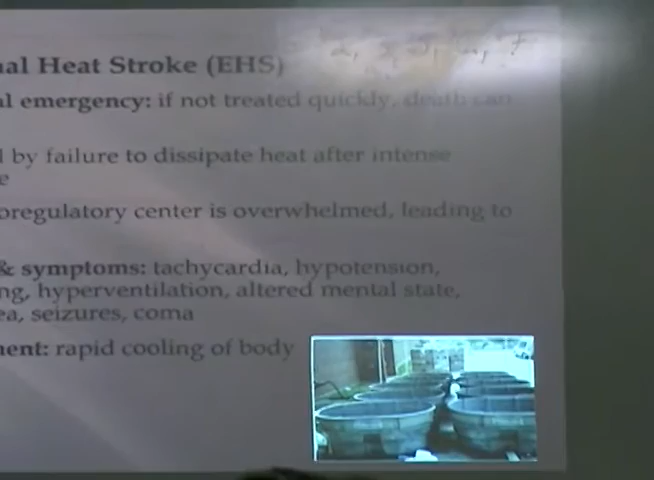 nal Heat Stroke (EHS)
al emergency: if not treated quickly, death can
l by failure to dissipate heat after intense
e
oregulatory center is overwhelmed, leading to
& symptoms: tachycardia, hypotension,
ng, hyperventilation, altered mental state,
ea, seizures, coma
ment: rapid cooling of body